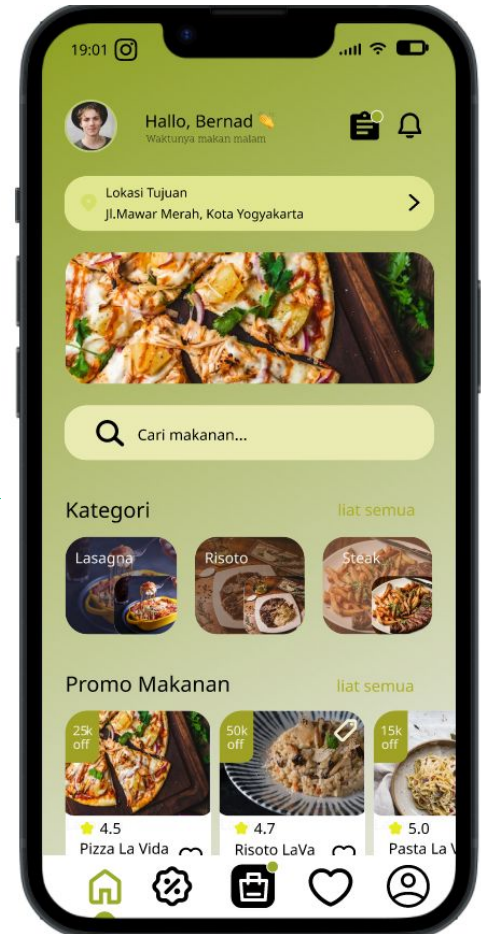 19:01
Hallo, Bernad
Waktunya makan malam
Lokasi Tujuan
Jl.Mawar Merah, Kota Yogyakarta
Cari makanan...
Kategori
liat semua
Lasagna
Risoto
Steak
Promo Makanan
liat semua
25k
off
50k
off
15k
off
4.5
4.7
5.0
Pizza La Vida
Risoto LaVa
Pasta La V